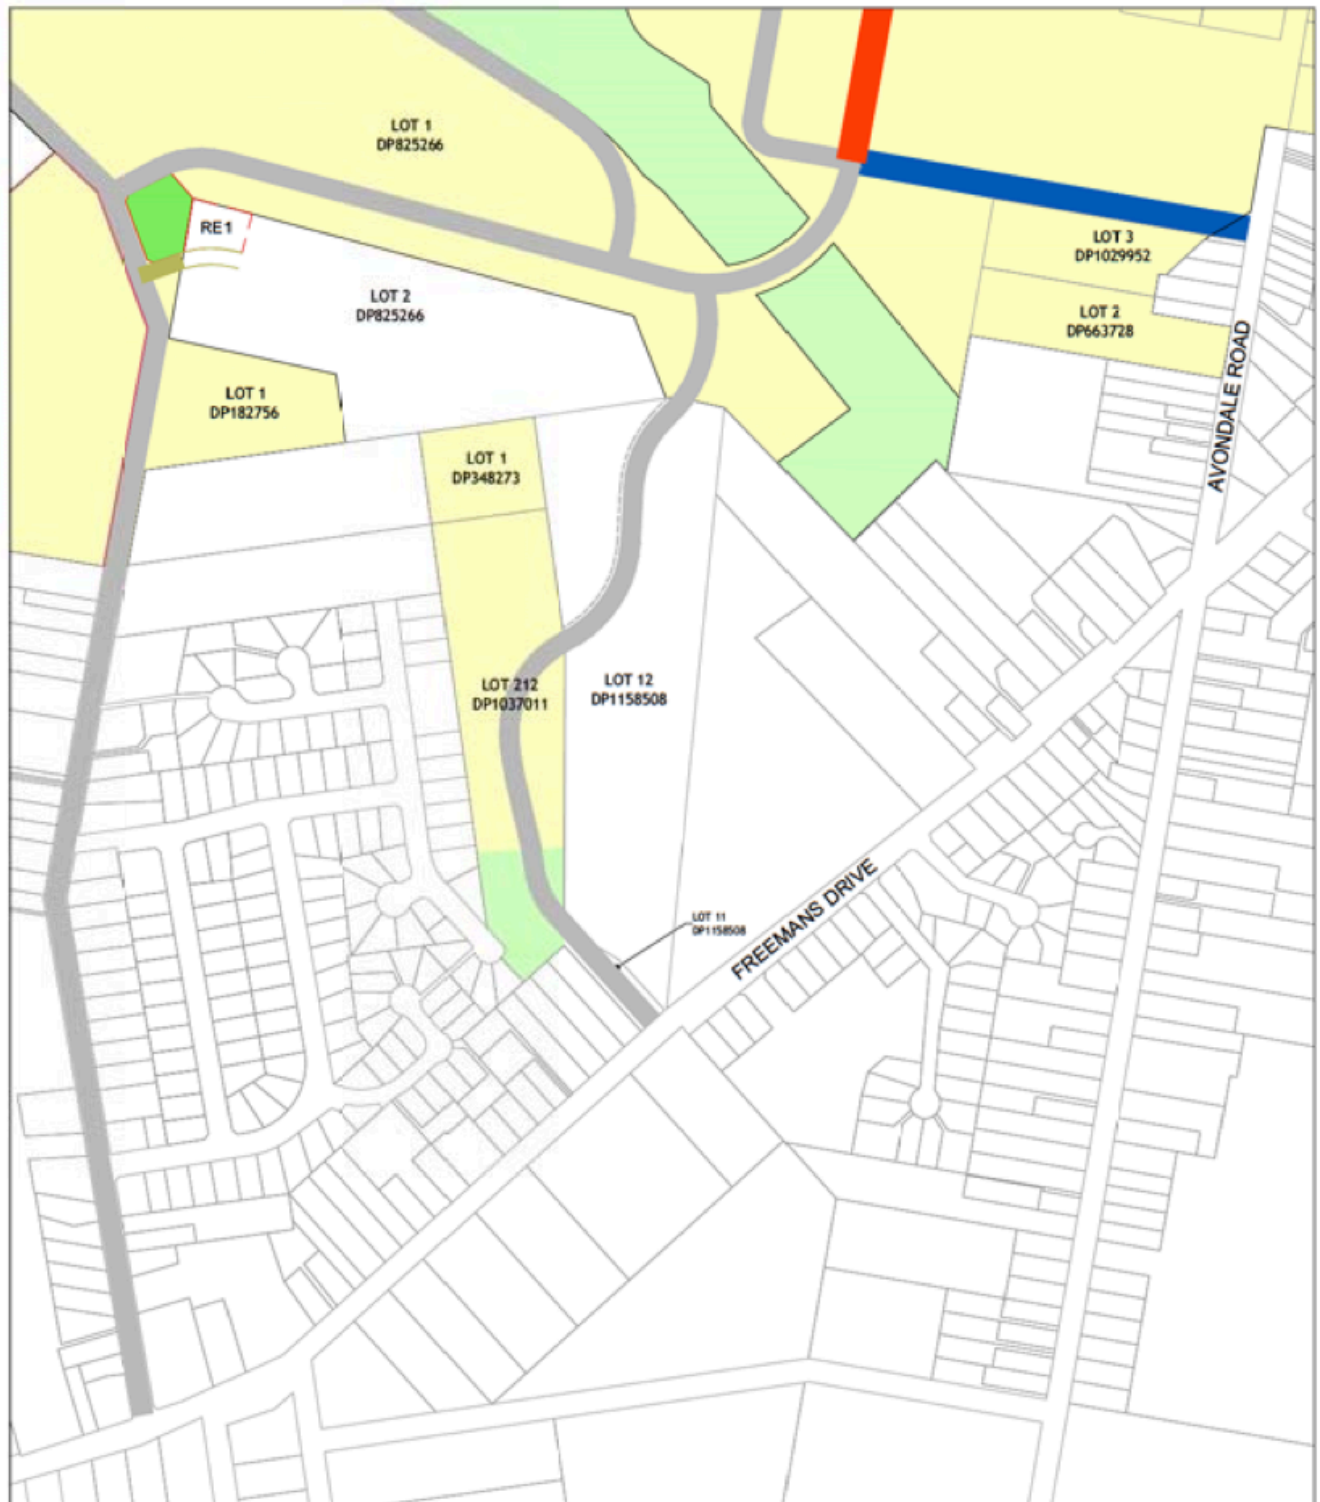 LOT 1
DP825266
RE1
LOT 3
DP1029952
LOT 2
DP825266
LOT 2
DP663728
AVONDALE ROAD
LOT 1
DP182756
LOT 1
DP348273
LOT 212
DP1037011
LOT 12
DP1158508
FREEMANS DRIVE
LOT 11
DP1158508